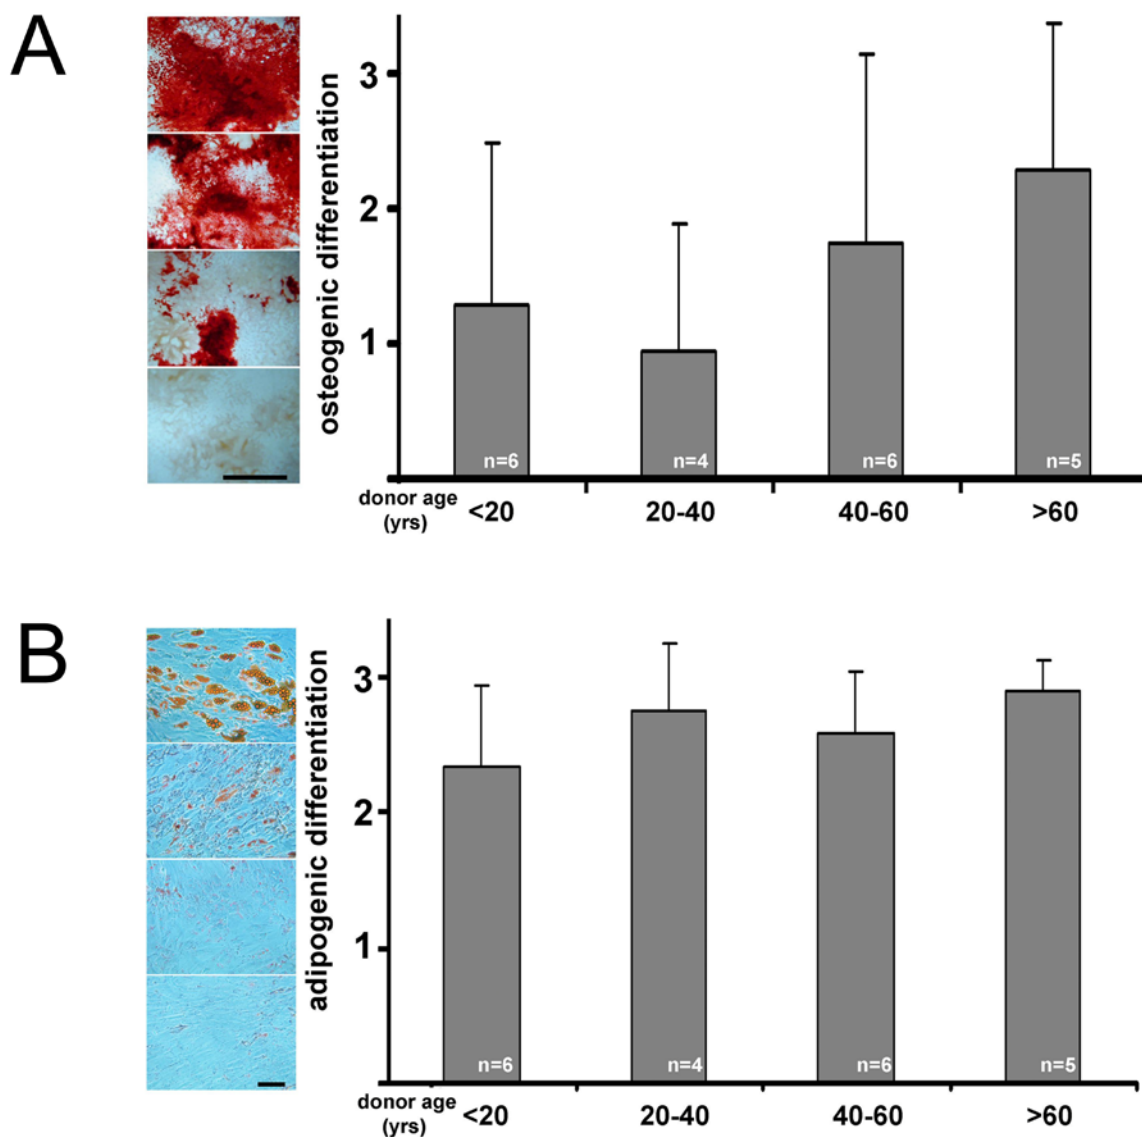 A
osteogenic differentiation
3
2
1
n=6
n=4
n=6
n=5
donor age
(yrs)
<20
20-40
40-60
>60
B
adipogenic differentiation
3
2
1
n=6
n=4
n=6
n=5
donor age
(yrs)
<20
20-40
40-60
>60